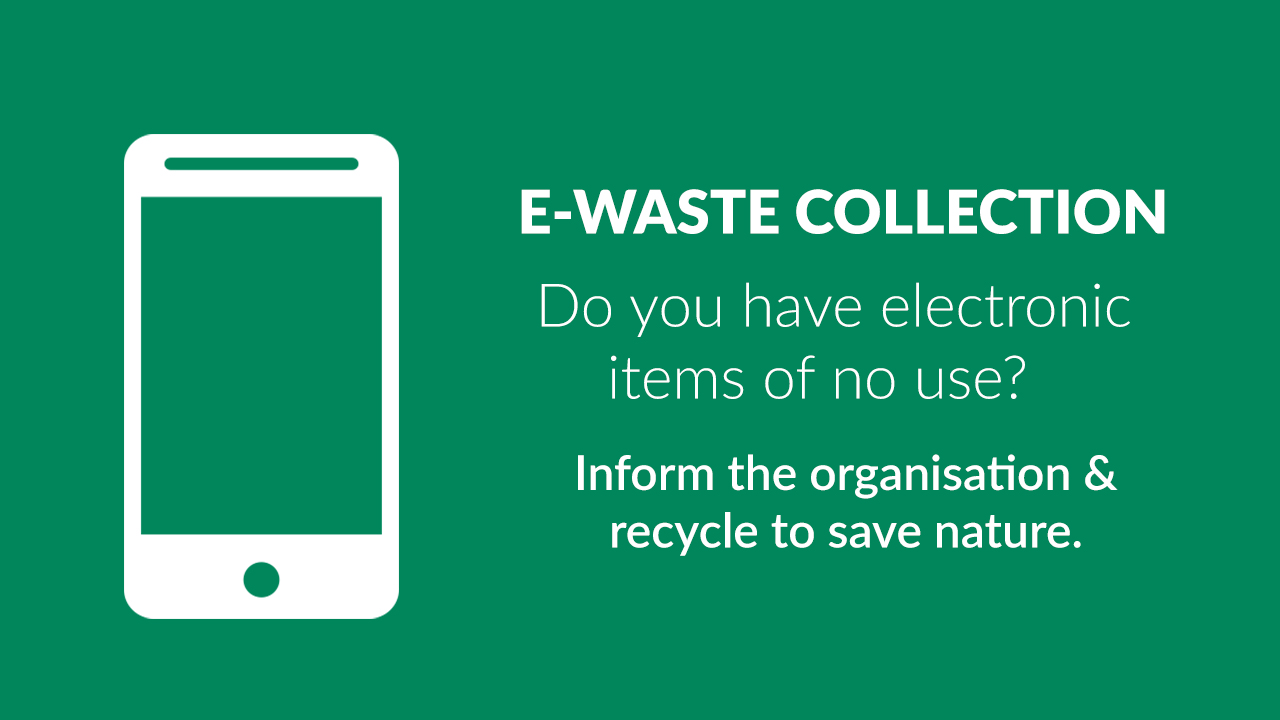 E-WASTE COLLECTION
Do you have electronic
items of no use?
Inform the organisation &
recycle to save nature.